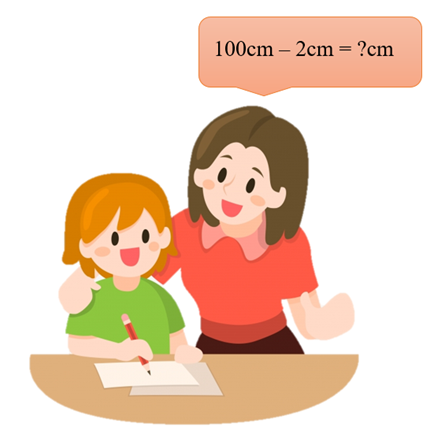 100cm – 2cm = ?cm